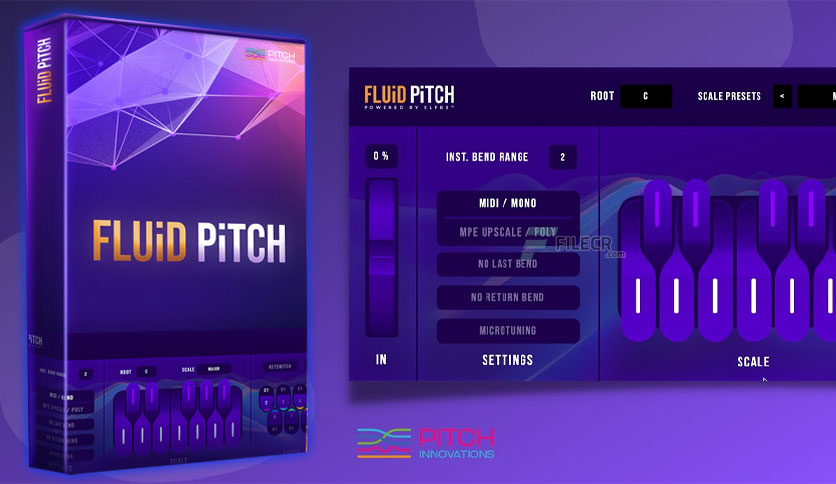 FLUiD PiTCH
PITCH
INNOVATIONS
FLUiD PiTCH
PiTCH
INST. BEND RANGE 2
ROOT C
SCALE MAJOR
KEYSWITCH
MIDI / MONO
MPE UPSCALE / POLY
NO LAST BEND
NO RETURN BEND
MICROTUNING
SCALE
FLUiD PiTCH
POWERED BY SLFBS™
ROOT C
SCALE PRESETS <
0 %
INST. BEND RANGE 2
MIDI / MONO
MPE UPSCALE / POLY
NO LAST BEND
NO RETURN BEND
MICROTUNING
IN
SETTINGS
SCALE
FILECR
.com
PITCH
INNOVATIONS